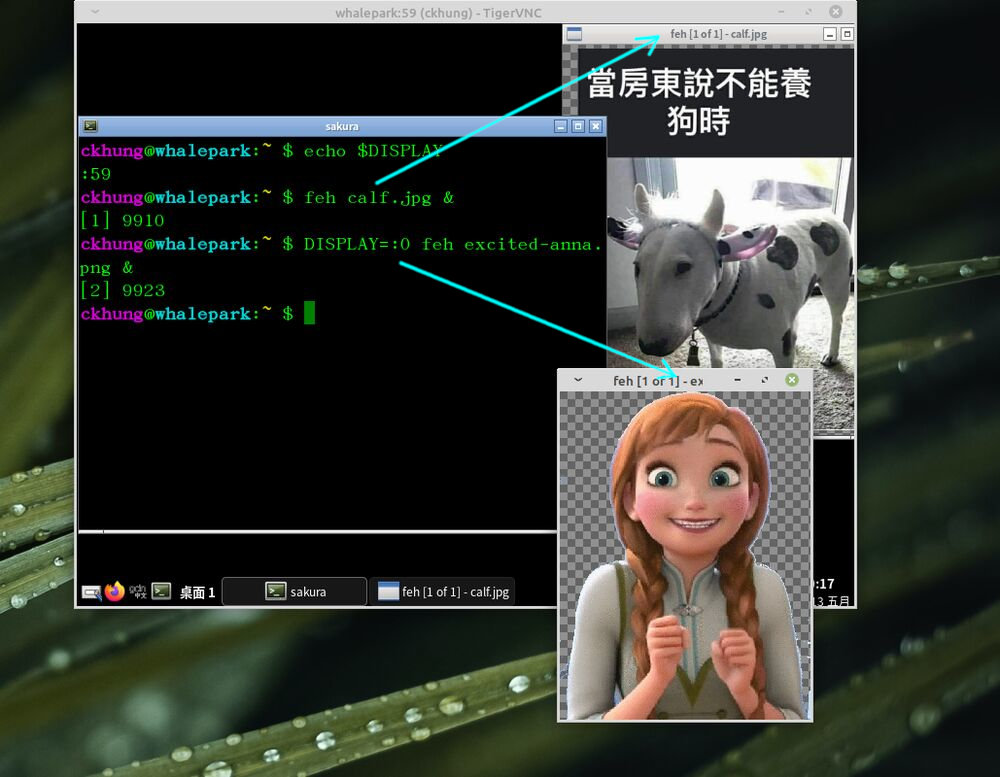 whalepark:59 (ckhung) - TigerVNC
feh [1 of 1] - calf.jpg
當房東說不能養
狗時
sakura
ckhung@whalepark:~ $ echo $DISPLAY
:59
ckhung@whalepark:~ $ feh calf.jpg &
[1] 9910
ckhung@whalepark:~ $ DISPLAY=:0 feh excited-anna.
png &
[2] 9923
ckhung@whalepark:~ $
feh [1 of 1] - ex
桌面 1
sakura
feh [1 of 1] - calf.jpg
:17
13 五月